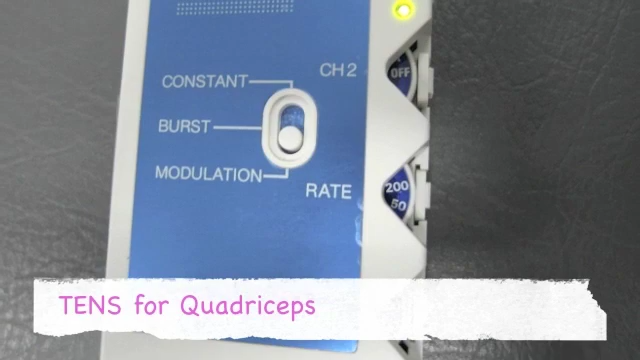 CH 2
OFF
CONSTANT
BURST
MODULATION
RATE
200
50
TENS for Quadriceps